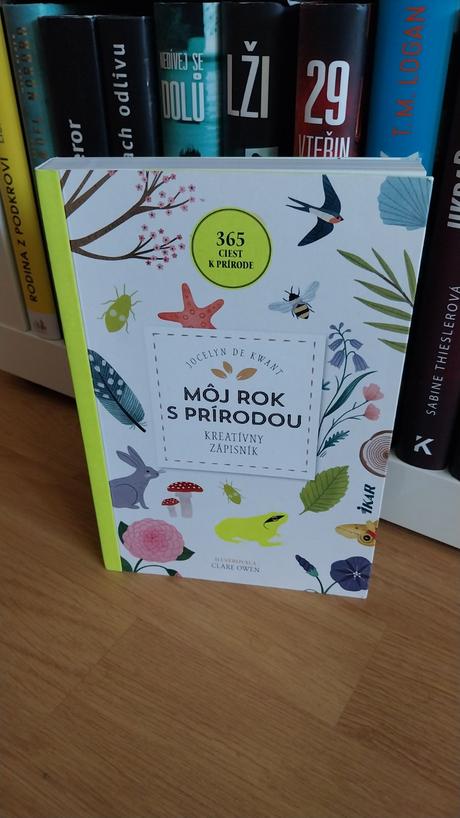 RODINA Z PODKROVÍ
ach odlivu
NEDÍVEJ SE
DOLŮ
LŽI
29
VTEŘIN
T. M. LOGAN
SABINE THIESLEROVÁ
K
365
CIEST
K PRÍRODE
JOCELYN DE KWANT
MÔJ ROK
S PRÍRODOU
KREATÍVNY
ZÁPISNÍK
IKAR
ILUSTROVALA
CLARE OWEN